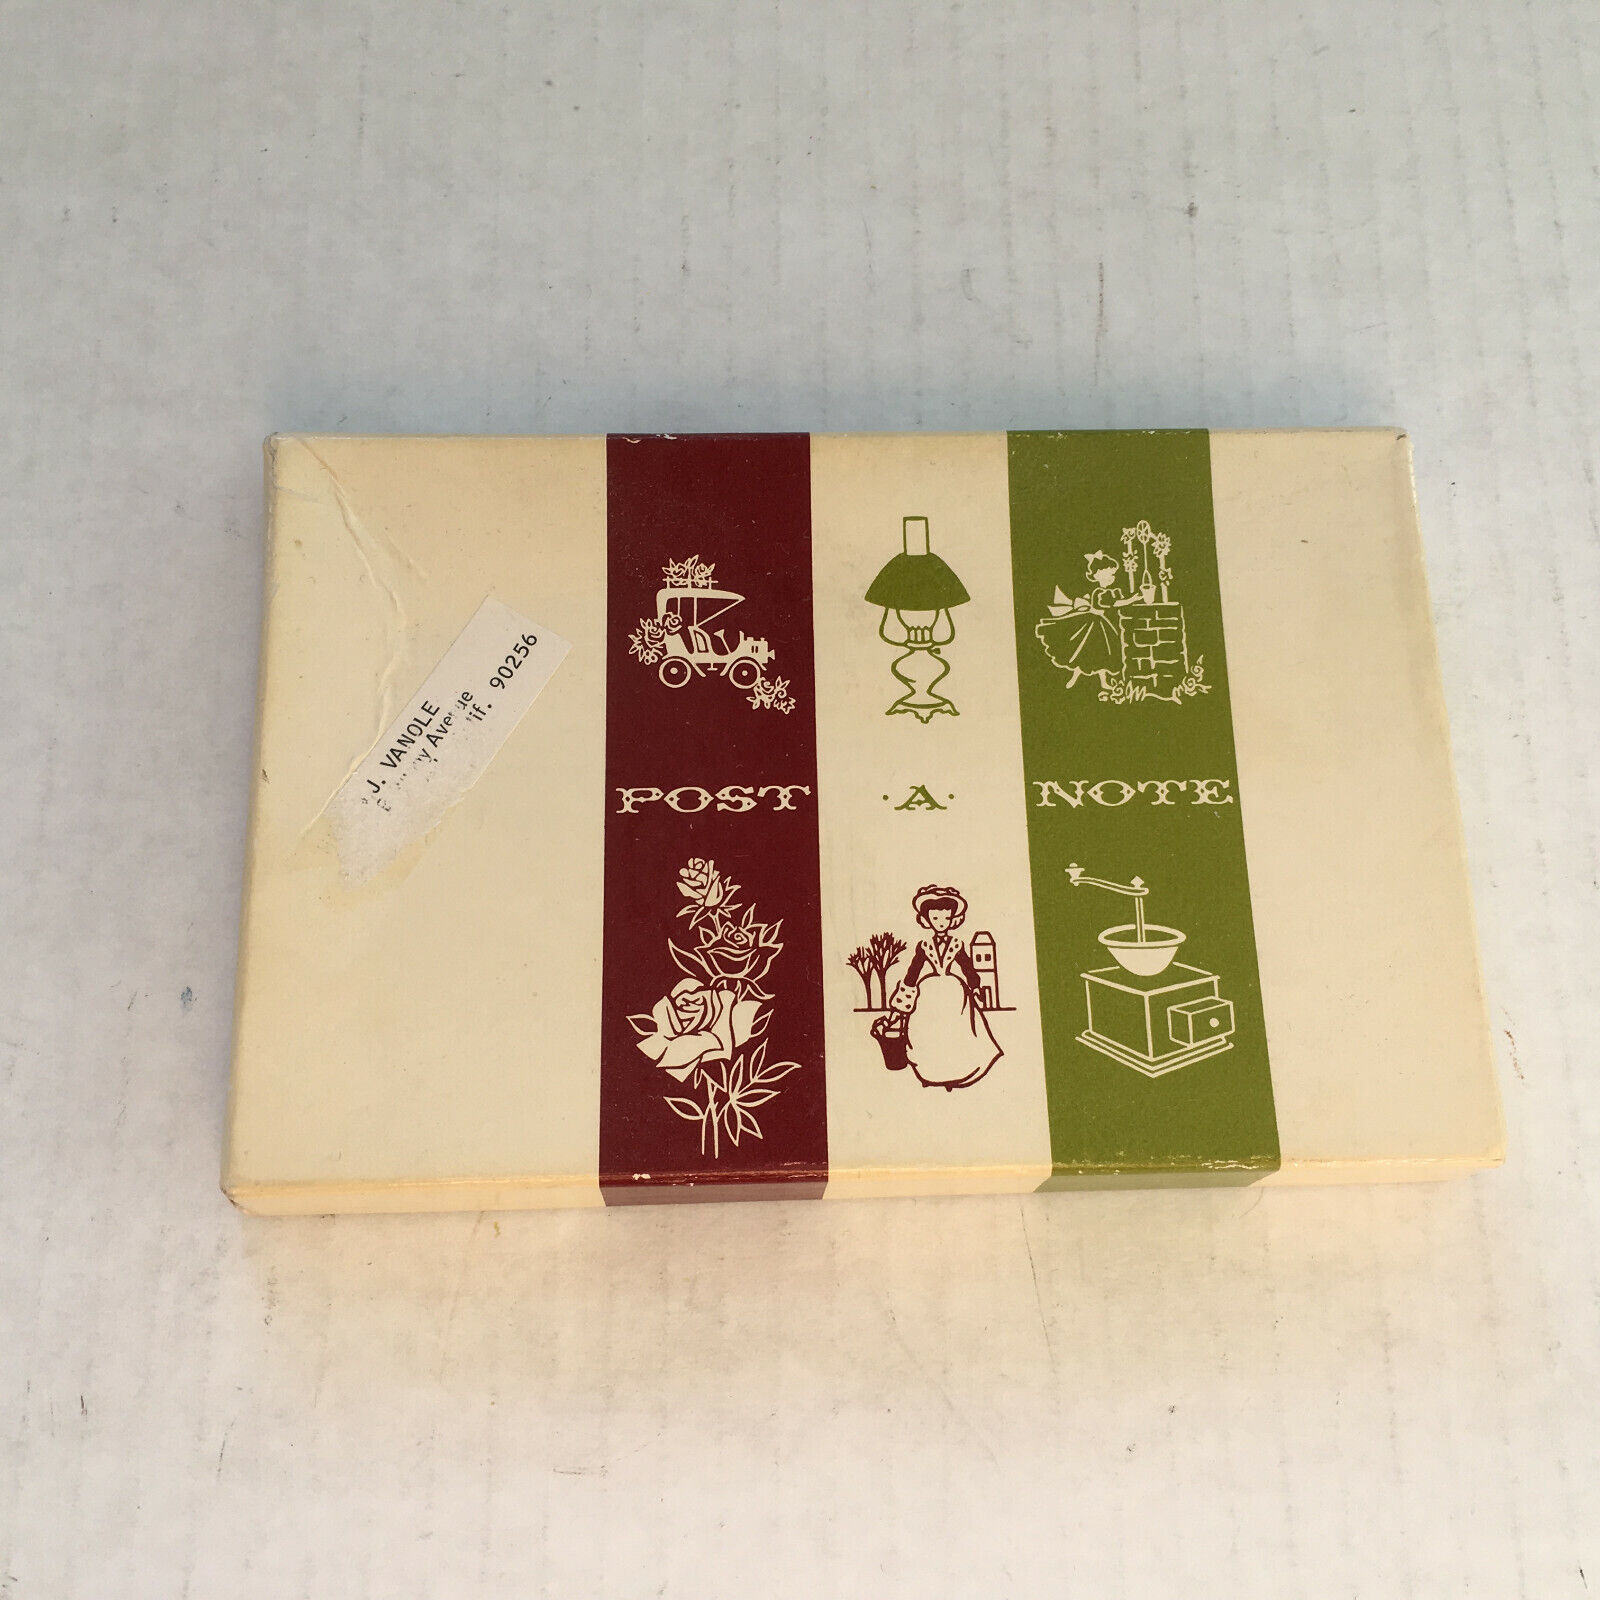 J. VANOLE
Avenue
90256
POST · A · NOTE